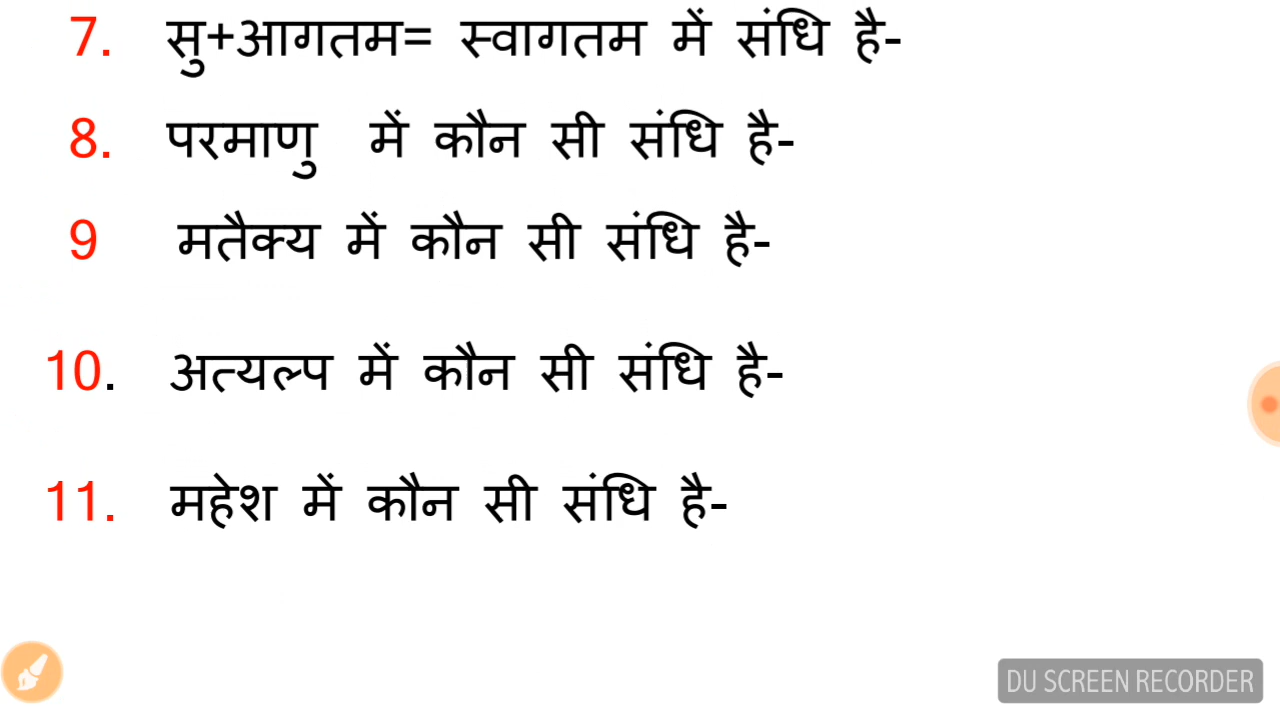 7. सु+आगतम= स्वागतम में संधि है-
8. परमाणु में कौन सी संधि है-
9 मतैक्य में कौन सी संधि है-
10. अत्यल्प में कौन सी संधि है-
11. महेश में कौन सी संधि है-
DU SCREEN RECORDER